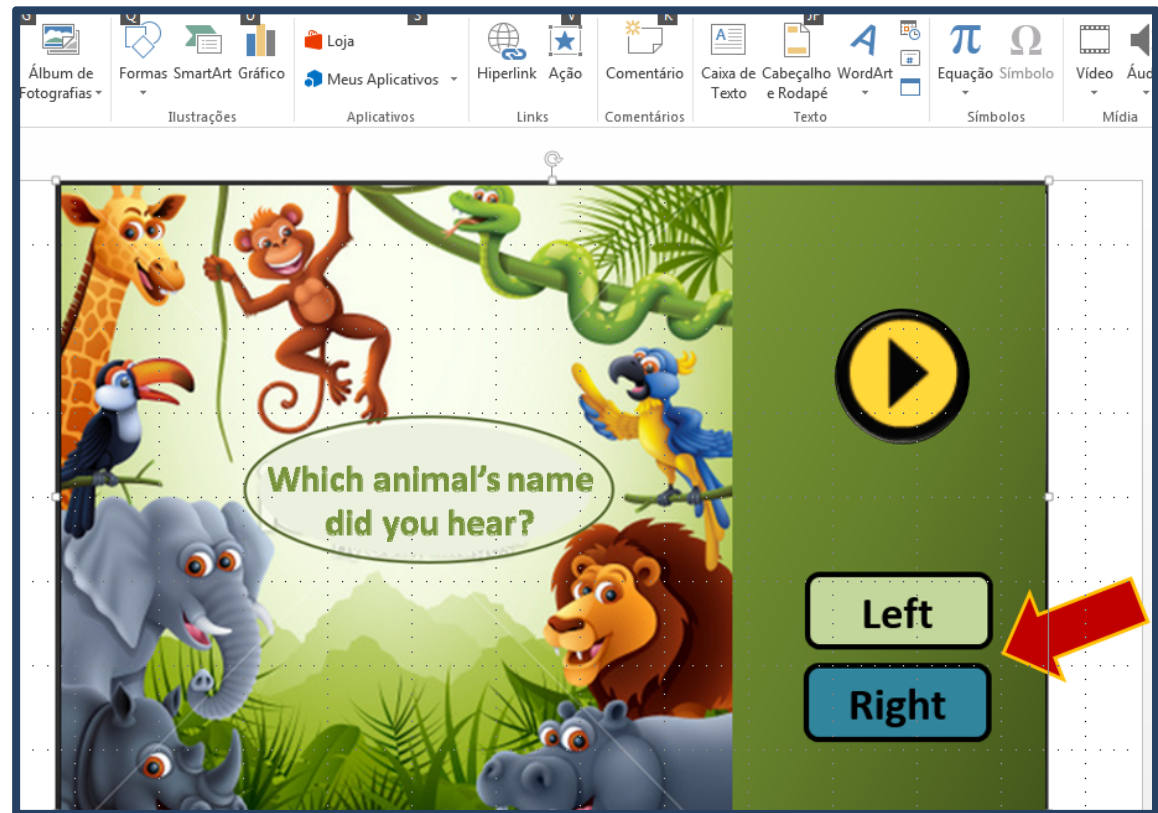 G Q U S V K JP
Loja
Meus Aplicativos
Álbum de Fotografias
Formas SmartArt Gráfico
Hiperlink Ação
Comentário
Caixa de Texto
Cabeçalho e Rodapé
WordArt
#
π Ω
Equação Símbolo
Vídeo
Ilustrações Aplicativos Links Comentários Texto Símbolos Mídia
Which animal's name
did you hear?
Left
Right